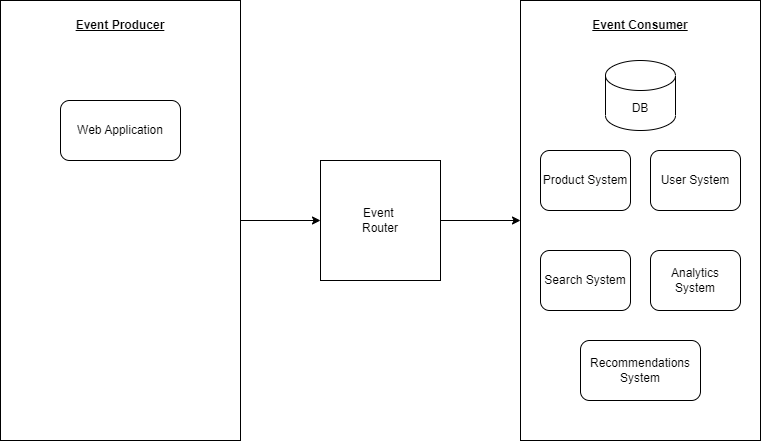 Event Producer
Web Application
Event
Router
Event Consumer
DB
Product System
User System
Search System
Analytics
System
Recommendations
System